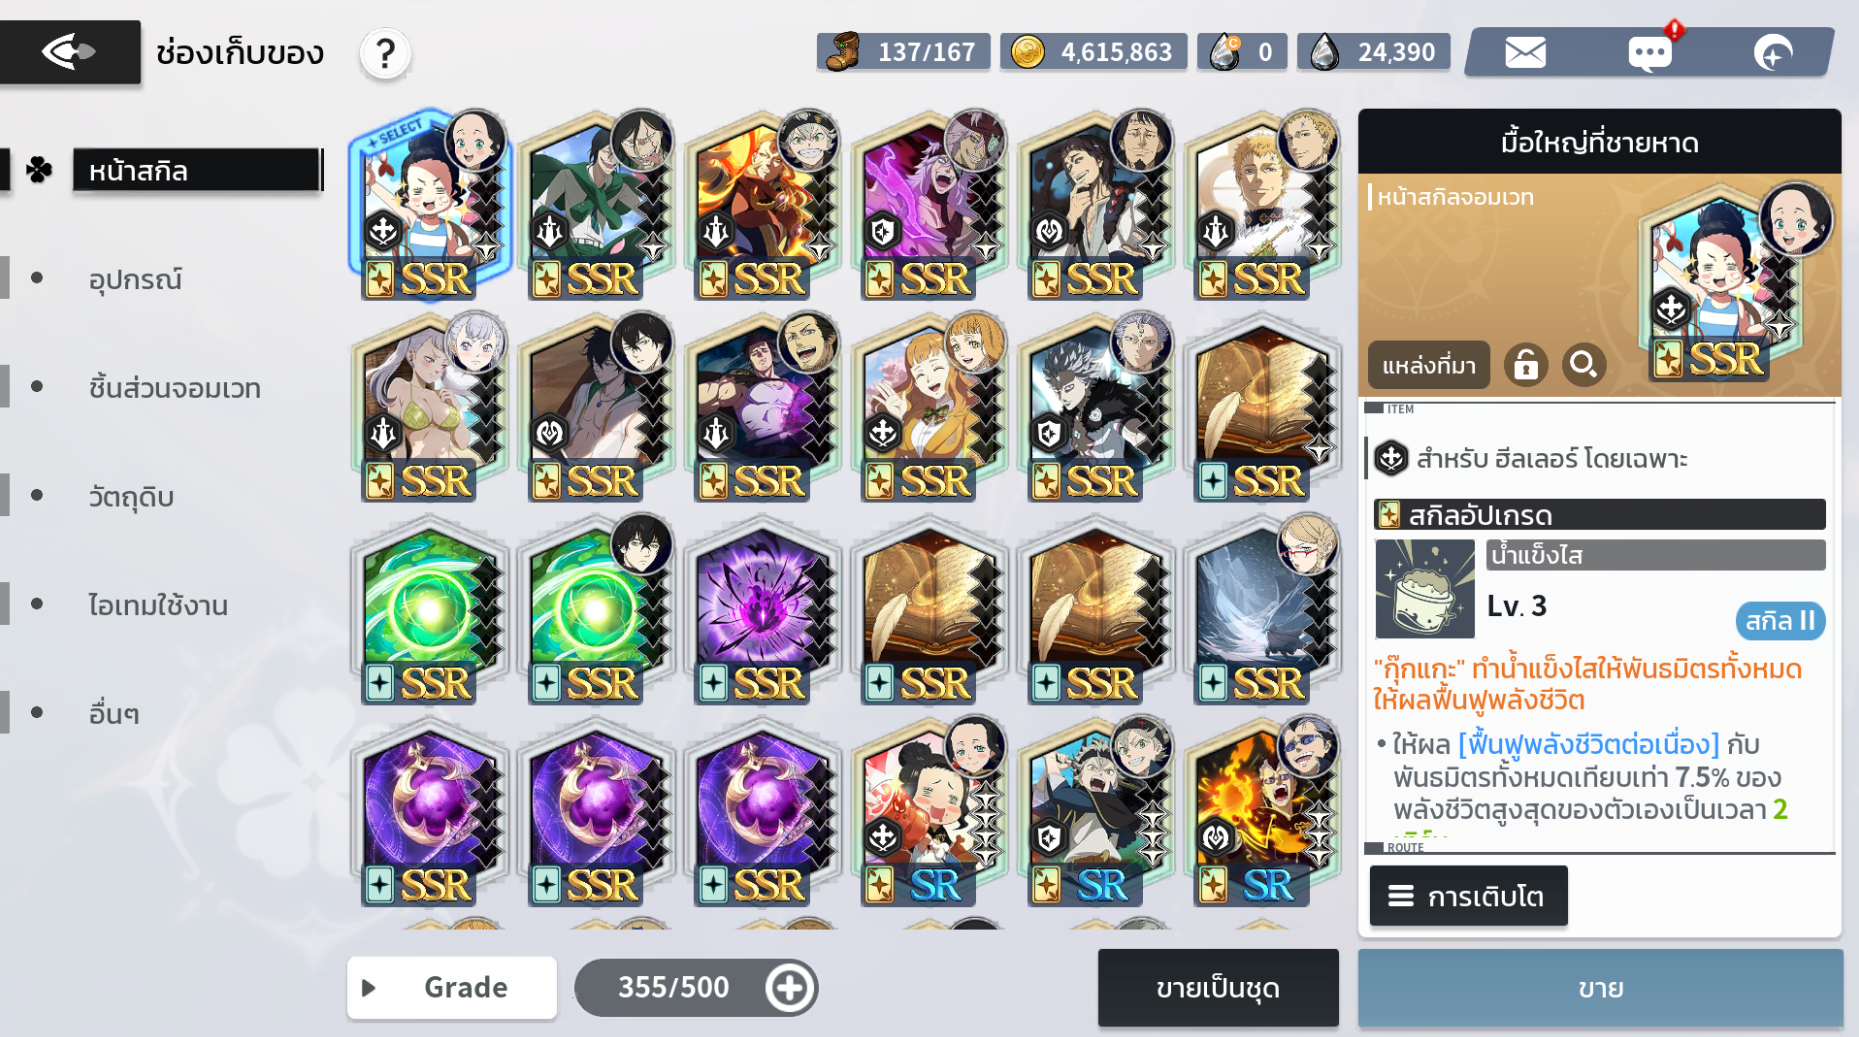 ช่องเก็บของ
?
137/167
4,615,863
0
24,390
หน้าสกิล
อุปกรณ์
ชิ้นส่วนจอมเวท
วัตถุดิบ
ไอเทมใช้งาน
อื่นๆ
+ SELECT
SSR SSR SSR SSR SSR SSR
SSR SSR SSR SSR SSR SSR
SSR SSR SSR SSR SSR SSR
SSR SSR SSR SR SR SR
Grade
355/500
ขายเป็นชุด
มื้อใหญ่ที่ชายหาด
หน้าสกิลจอมเวท
SSR
แหล่งที่มา
ITEM
สำหรับ ฮีลเลอร์ โดยเฉพาะ
สกิลอัปเกรด
น้ำแข็งไส
Lv. 3
สกิล II
"กุ๊กแกะ" ทำน้ำแข็งไสให้พันธมิตรทั้งหมด
ให้ผลฟื้นฟูพลังชีวิต
• ให้ผล [ฟื้นฟูพลังชีวิตต่อเนื่อง] กับ
พันธมิตรทั้งหมดเทียบเท่า 7.5% ของ
พลังชีวิตสูงสุดของตัวเองเป็นเวลา 2
ROUTE
การเติบโต
ขาย